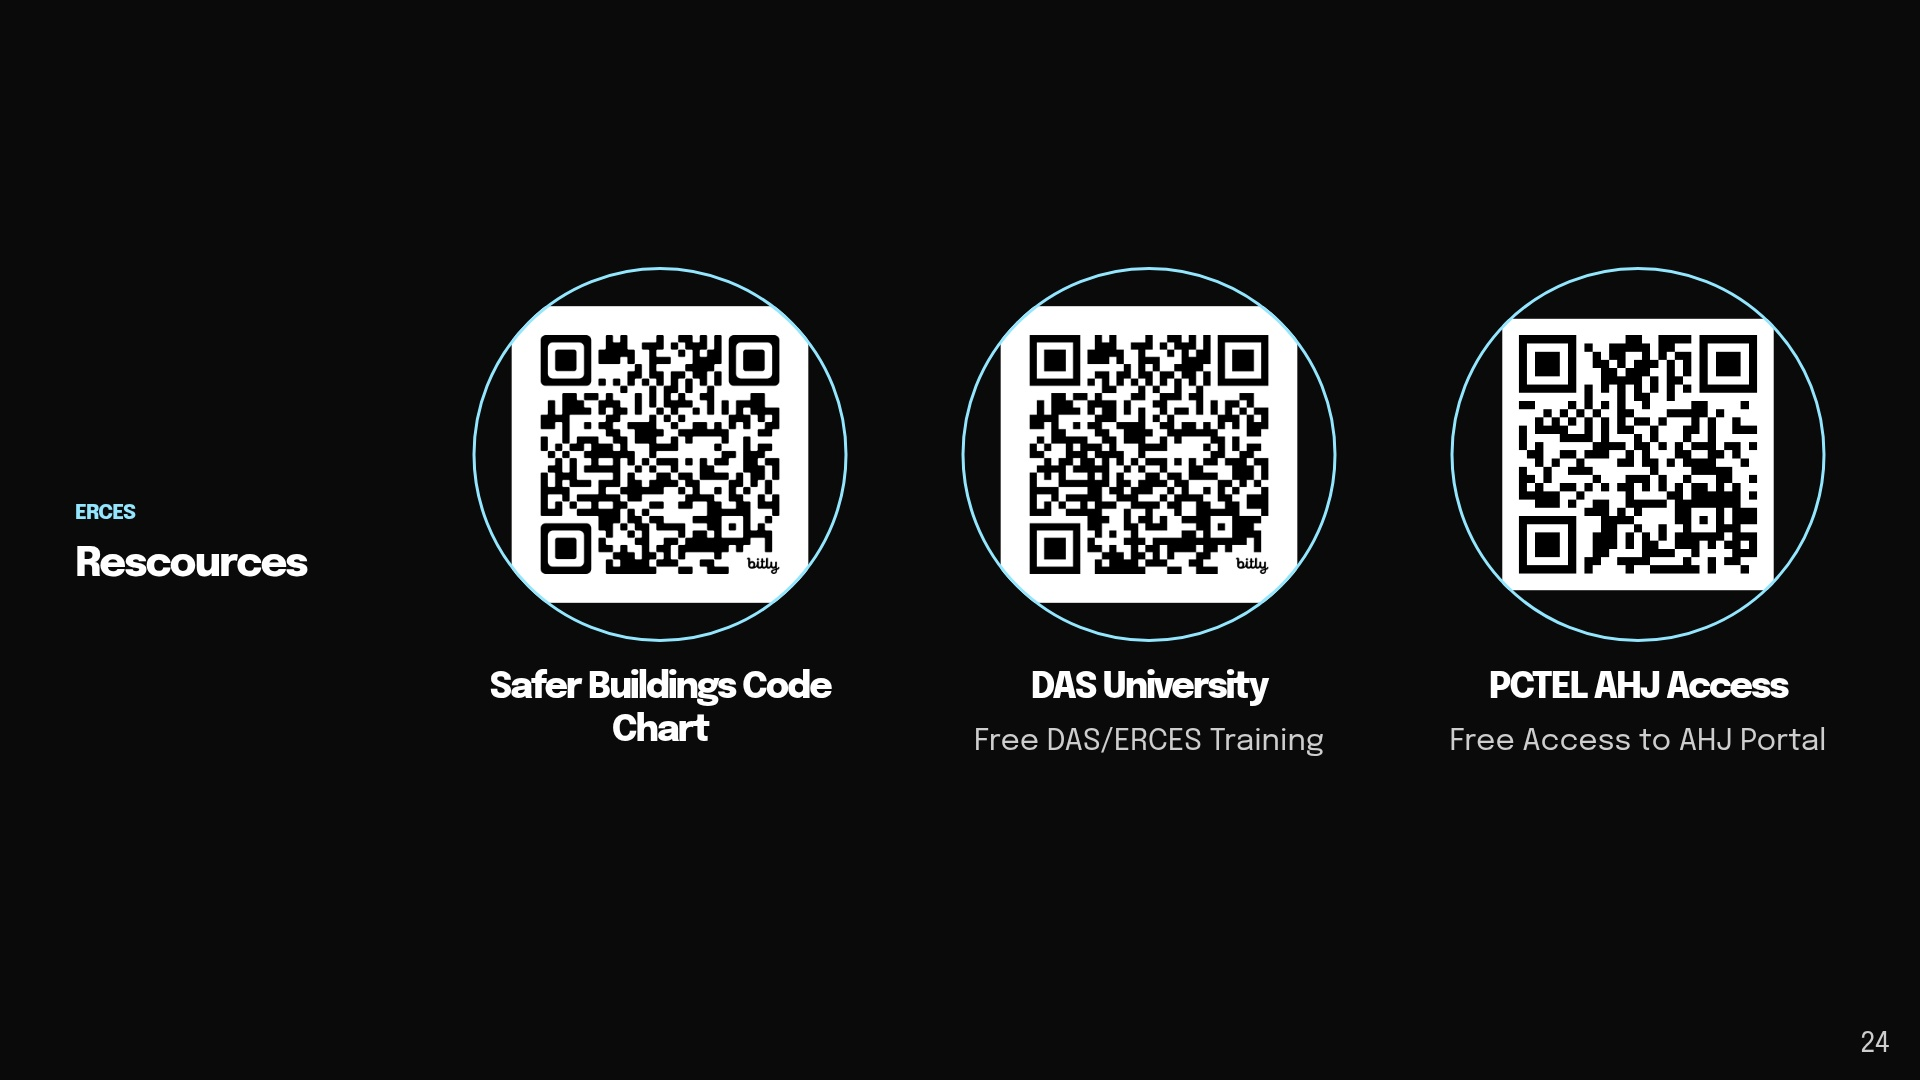 ERCES
Rescources
bitly
Safer Buildings Code
Chart
bitly
DAS University
Free DAS/ERCES Training
PCTEL AHJ Access
Free Access to AHJ Portal
24